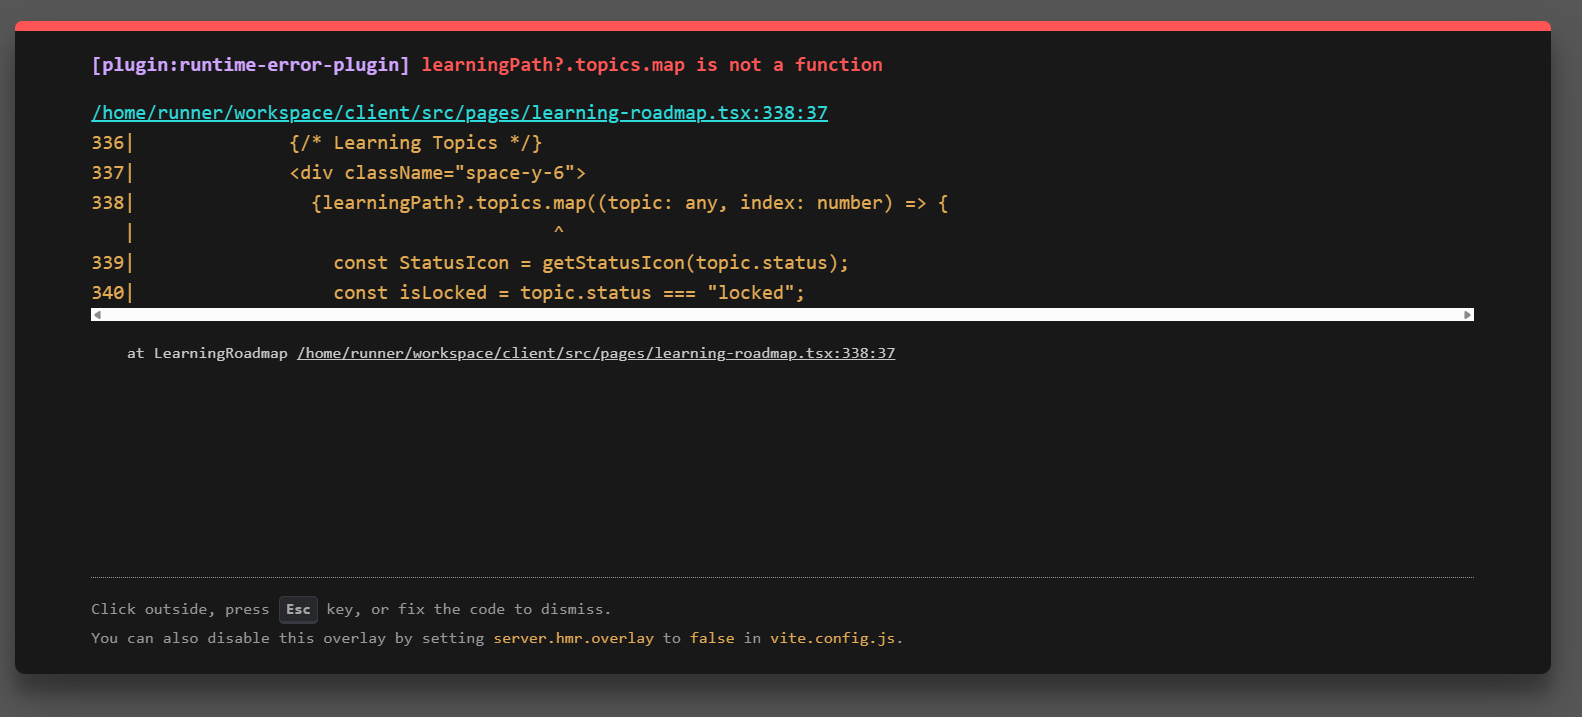 [plugin:runtime-error-plugin] learningPath?.topics.map is not a function
/home/runner/workspace/client/src/pages/learning-roadmap.tsx:338:37
336|              {/* Learning Topics */}
337|              <div className="space-y-6">
338|                {learningPath?.topics.map((topic: any, index: number) => {
   |                                      ^
339|                  const StatusIcon = getStatusIcon(topic.status);
340|                  const isLocked = topic.status === "locked";
at LearningRoadmap /home/runner/workspace/client/src/pages/learning-roadmap.tsx:338:37
Click outside, press Esc key, or fix the code to dismiss.
You can also disable this overlay by setting server.hmr.overlay to false in vite.config.js.